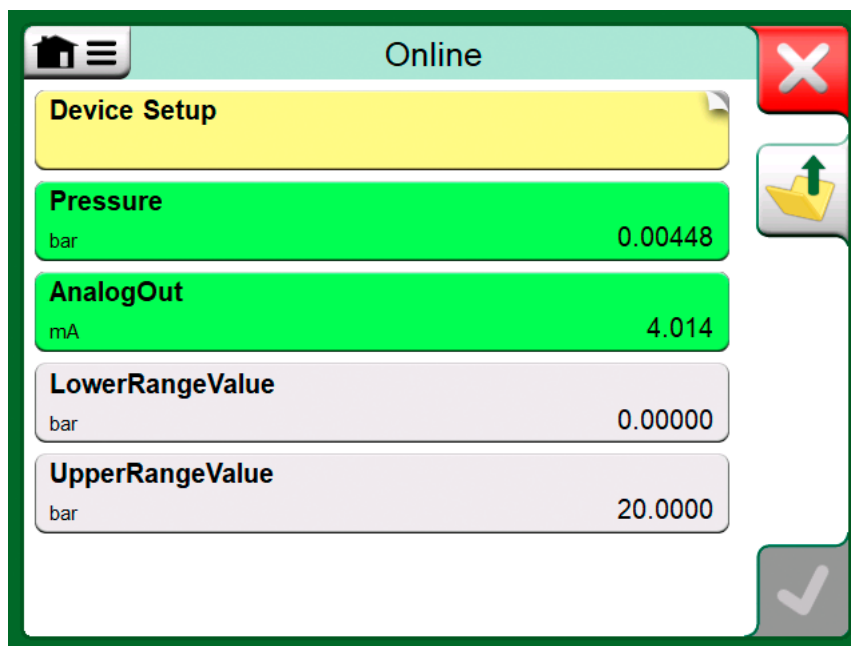 Online
Device Setup
Pressure
bar 0.00448
AnalogOut
mA 4.014
LowerRangeValue
bar 0.00000
UpperRangeValue
bar 20.0000